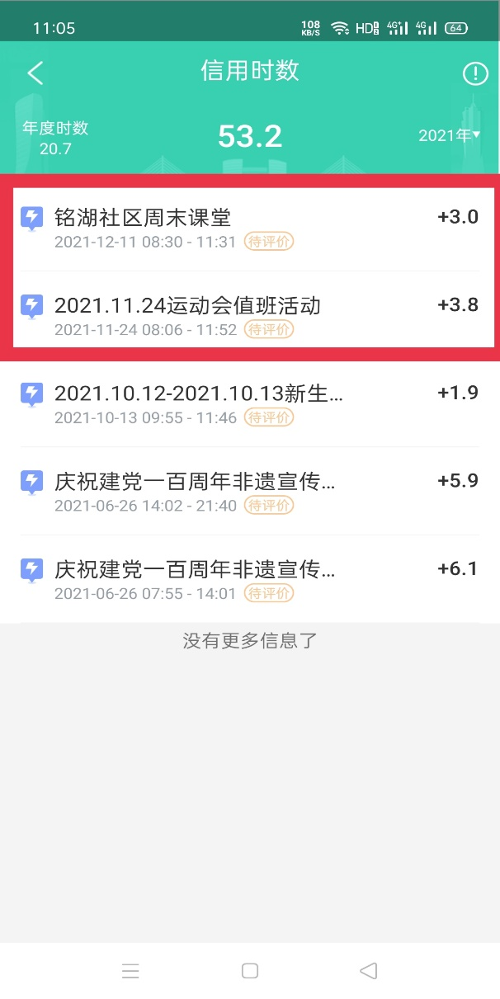 11:05
108 KB/S HD 4G+ 4G 64
信用时数
年度时数
20.7
53.2
2021年
铭湖社区周末课堂
+3.0
2021-12-11 08:30 - 11:31 待评价
2021.11.24运动会值班活动
+3.8
2021-11-24 08:06 - 11:52 待评价
2021.10.12-2021.10.13新生...
+1.9
2021-10-13 09:55 - 11:46 待评价
庆祝建党一百周年非遗宣传...
+5.9
2021-06-26 14:02 - 21:40 待评价
庆祝建党一百周年非遗宣传...
+6.1
2021-06-26 07:55 - 14:01 待评价
没有更多信息了